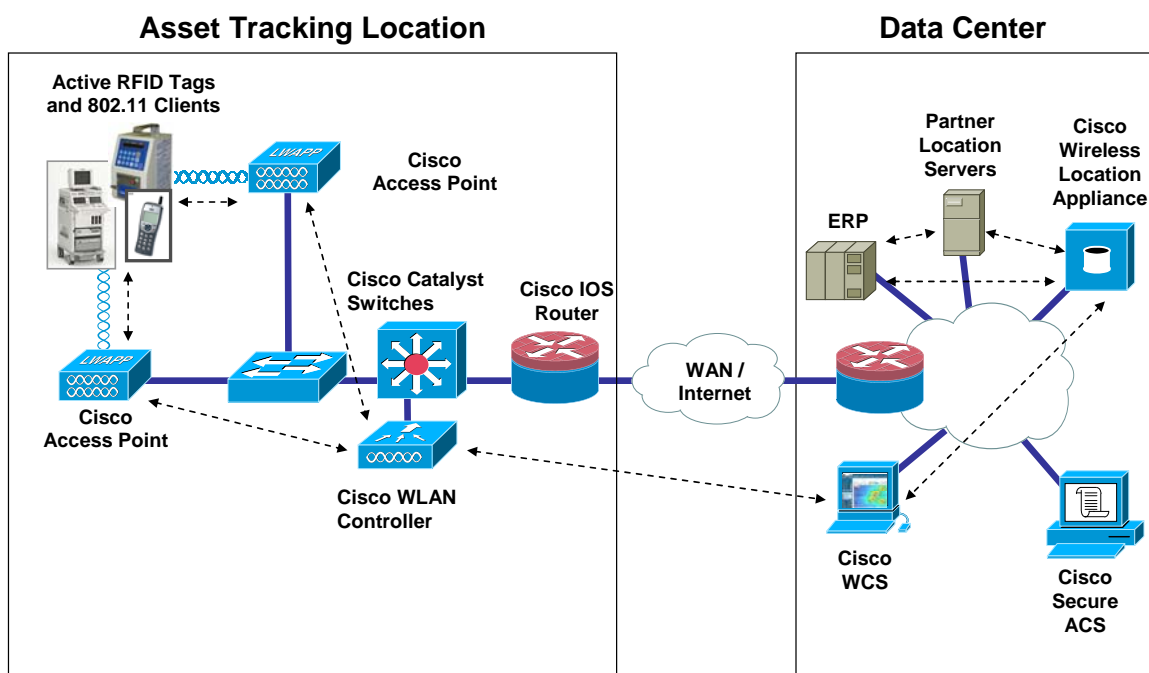 Asset Tracking Location
Data Center
Active RFID Tags
and 802.11 Clients
LWAPP
Cisco
Access Point
Cisco Catalyst
Switches
Cisco IOS
Router
LWAPP
Cisco
Access Point
Cisco WLAN
Controller
WAN /
Internet
Partner
Location
Servers
Cisco
Wireless
Location
Appliance
ERP
Cisco
WCS
Cisco
Secure
ACS